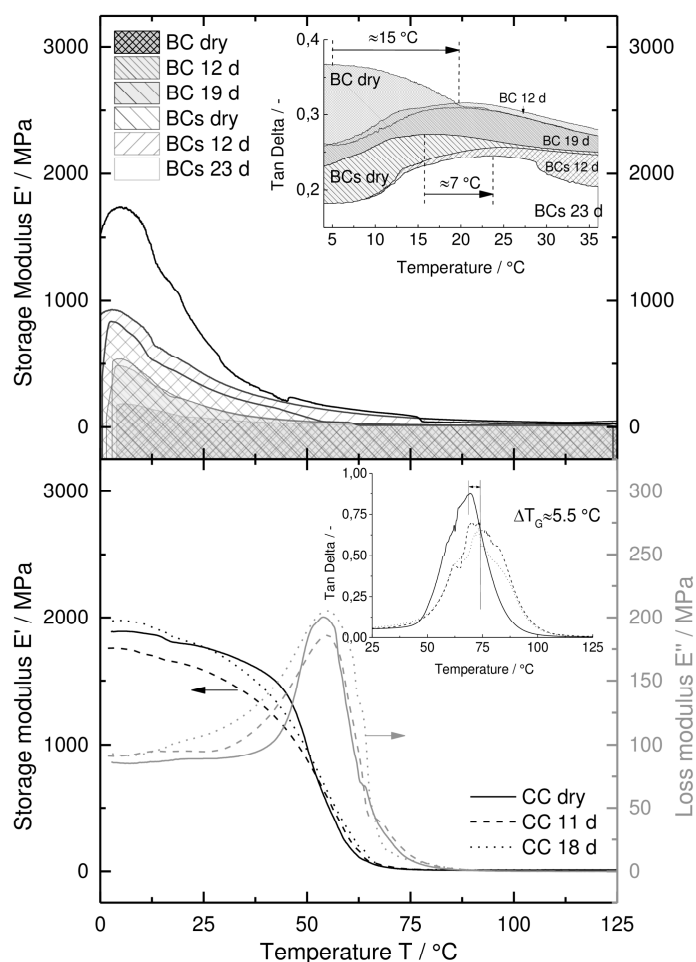 3000
2000
1000
0
Storage Modulus E' / MPa
BC dry
BC 12 d
BC 19 d
BCs dry
BCs 12 d
BCs 23 d
0,4
0,3
0,2
Tan Delta / -
≈15 °C
BC dry
BC 12 d
BC 19 d
BCs dry
BCs 12 d
≈7 °C
BCs 23 d
5 10 15 20 25 30 35
Temperature / °C
3000
2000
1000
0
3000
2000
1000
0
Storage modulus E' / MPa
1,00
0,75
0,50
0,25
0,00
Tan Delta / -
ΔT_G≈5.5 °C
25 50 75 100 125
Temperature / °C
300
250
200
150
100
50
0
Loss modulus E'' / MPa
CC dry
CC 11 d
CC 18 d
0 25 50 75 100 125
Temperature T / °C